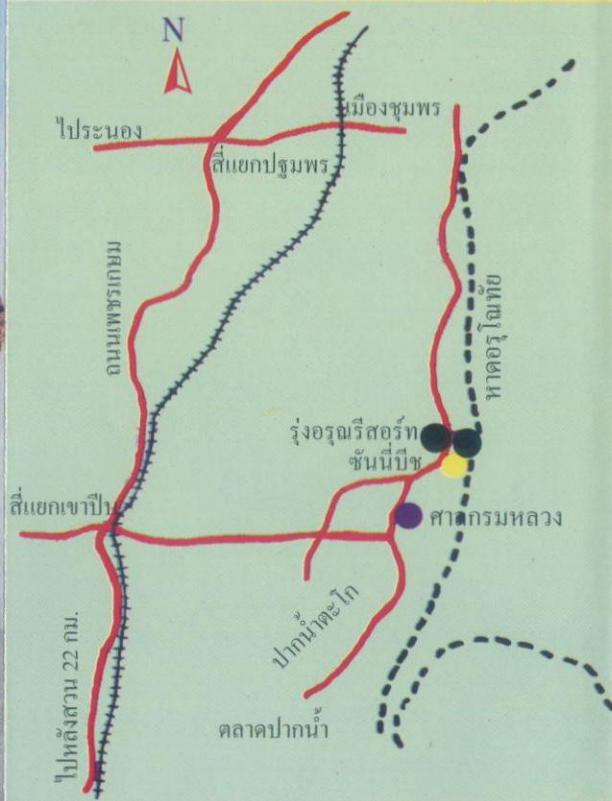 N
เมืองชุมพร
ไประนอง
สี่แยกปฐมพร
ถนนเพชรเกษม
หาดอรุโณทัย
รุ่งอรุณรีสอร์ท
ซันนี่บีช
สี่แยกเขาปีบ
ศาลกรมหลวง
ปากน้ำตะโก
ไปหลังสวน 22 กม.
ตลาดปากน้ำ